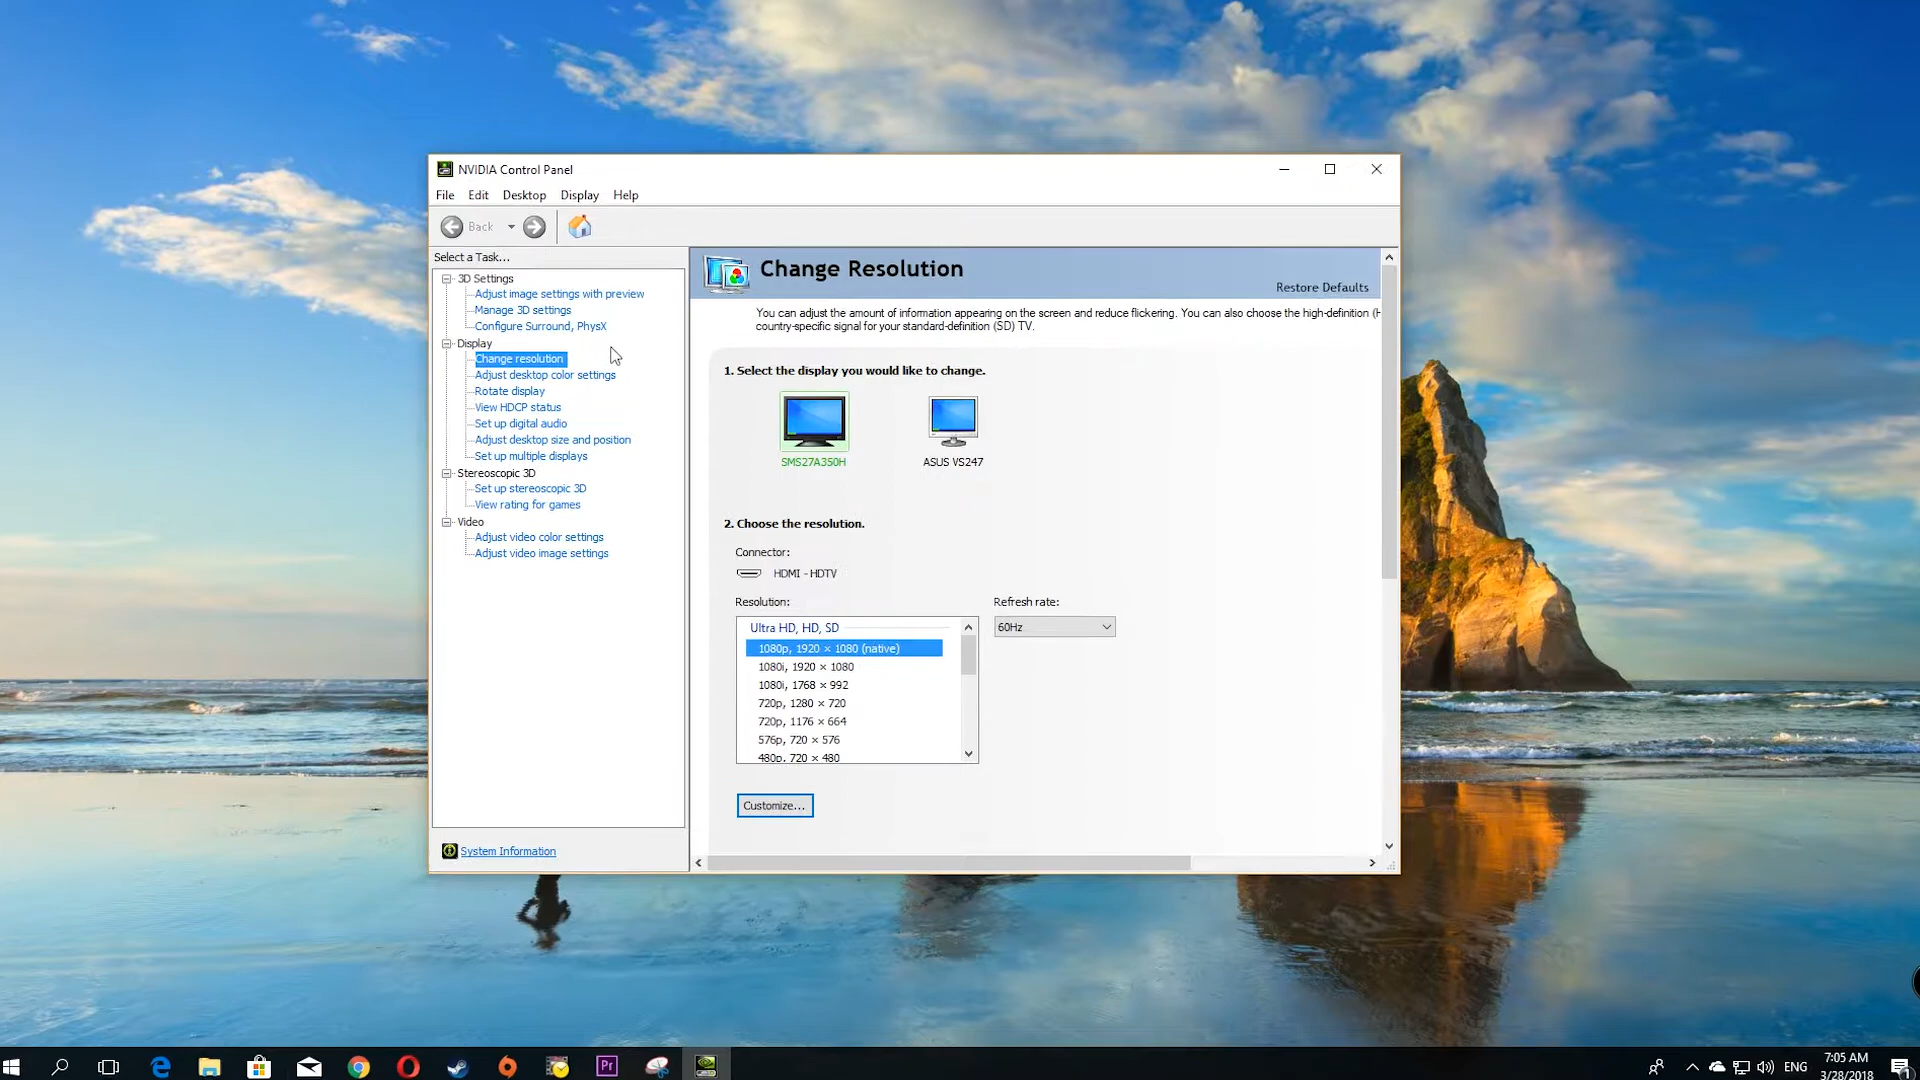 NVIDIA Control Panel
File Edit Desktop Display Help
Back
Select a Task...
3D Settings
Adjust image settings with preview
Manage 3D settings
Configure Surround, PhysX
Display
Change resolution
Adjust desktop color settings
Rotate display
View HDCP status
Set up digital audio
Adjust desktop size and position
Set up multiple displays
Stereoscopic 3D
Set up stereoscopic 3D
View rating for games
Video
Adjust video color settings
Adjust video image settings
System Information
Change Resolution
Restore Defaults
You can adjust the amount of information appearing on the screen and reduce flickering. You can also choose the high-definition (H
country-specific signal for your standard-definition (SD) TV.
1. Select the display you would like to change.
SMS27A350H
ASUS VS247
2. Choose the resolution.
Connector:
HDMI - HDTV
Resolution:
Refresh rate:
Ultra HD, HD, SD
60Hz
1080p, 1920 × 1080 (native)
1080i, 1920 × 1080
1080i, 1768 × 992
720p, 1280 × 720
720p, 1176 × 664
576p, 720 × 576
480p, 720 × 480
Customize...
Pr
ENG
7:05 AM
3/28/2018
1